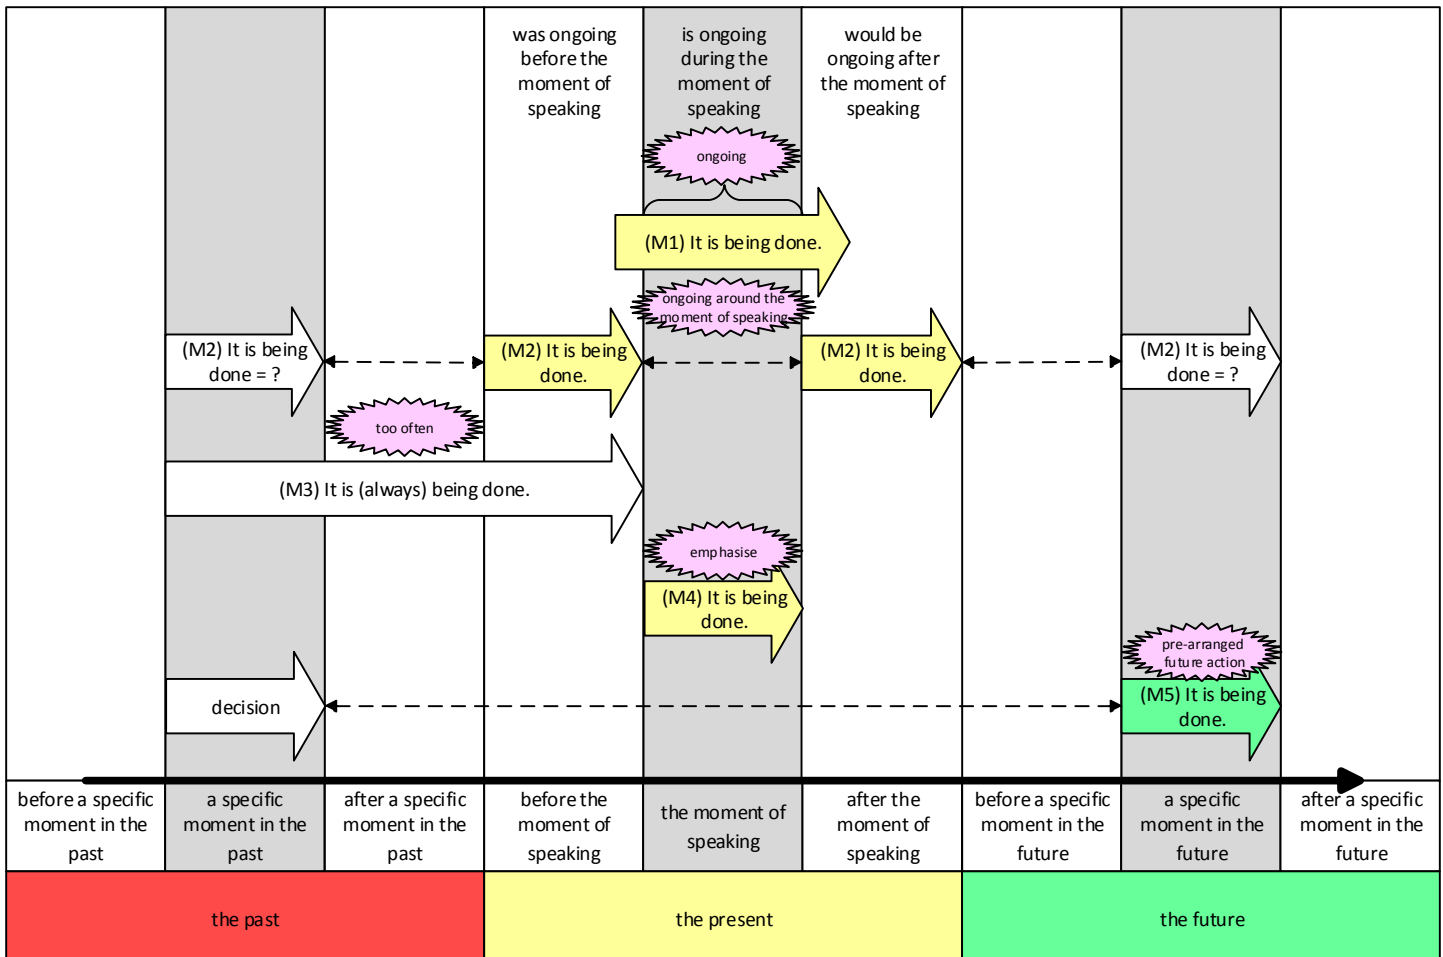 was ongoing
before the
moment of
speaking
is ongoing
during the
moment of
speaking
would be
ongoing after
the moment of
speaking
ongoing
(M1) It is being done.
ongoing around the
moment of speaking
(M2) It is being
done = ?
(M2) It is being
done.
(M2) It is being
done.
(M2) It is being
done = ?
too often
(M3) It is (always) being done.
emphasise
(M4) It is being
done.
pre-arranged
future action
decision
(M5) It is being
done.
before a specific
moment in the
past
a specific
moment in the
past
after a specific
moment in the
past
before the
moment of
speaking
the moment of
speaking
after the
moment of
speaking
before a specific
moment in the
future
a specific
moment in the
future
after a specific
moment in the
future
the past
the present
the future